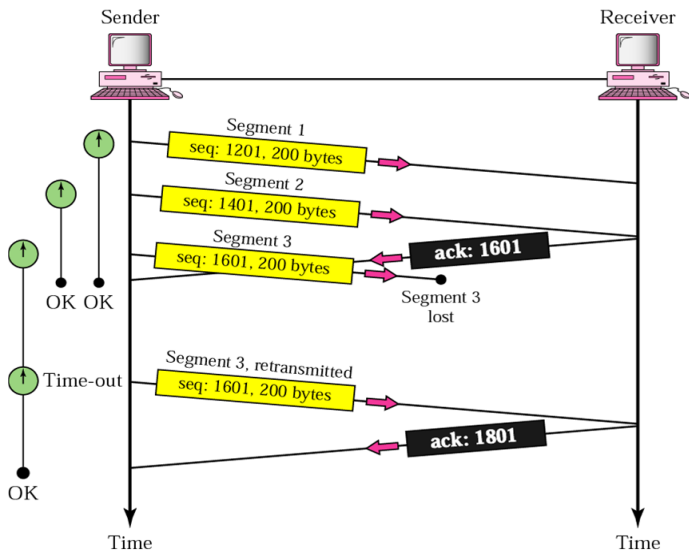 Sender
Receiver
Segment 1
seq: 1201, 200 bytes
Segment 2
seq: 1401, 200 bytes
Segment 3
seq: 1601, 200 bytes
ack: 1601
OK OK
Segment 3
lost
Segment 3, retransmitted
Time-out
seq: 1601, 200 bytes
ack: 1801
OK
Time
Time